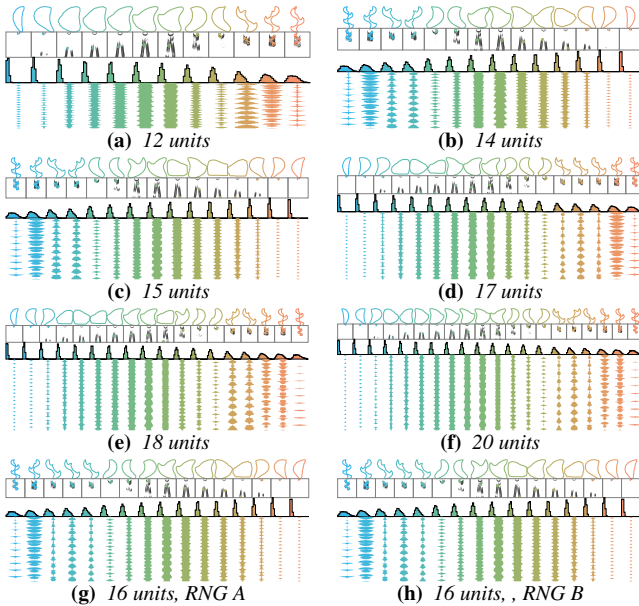 (a) 12 units
(b) 14 units
(c) 15 units
(d) 17 units
(e) 18 units
(f) 20 units
(g) 16 units, RNG A
(h) 16 units, , RNG B